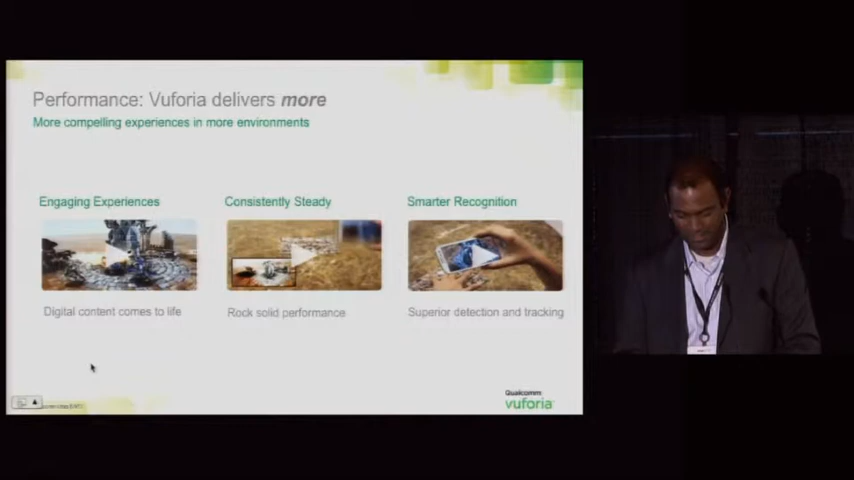 Performance: Vuforia delivers more
More compelling experiences in more environments
Engaging Experiences
Consistently Steady
Smarter Recognition
Digital content comes to life
Rock solid performance
Superior detection and tracking
Qualcomm
vuforia